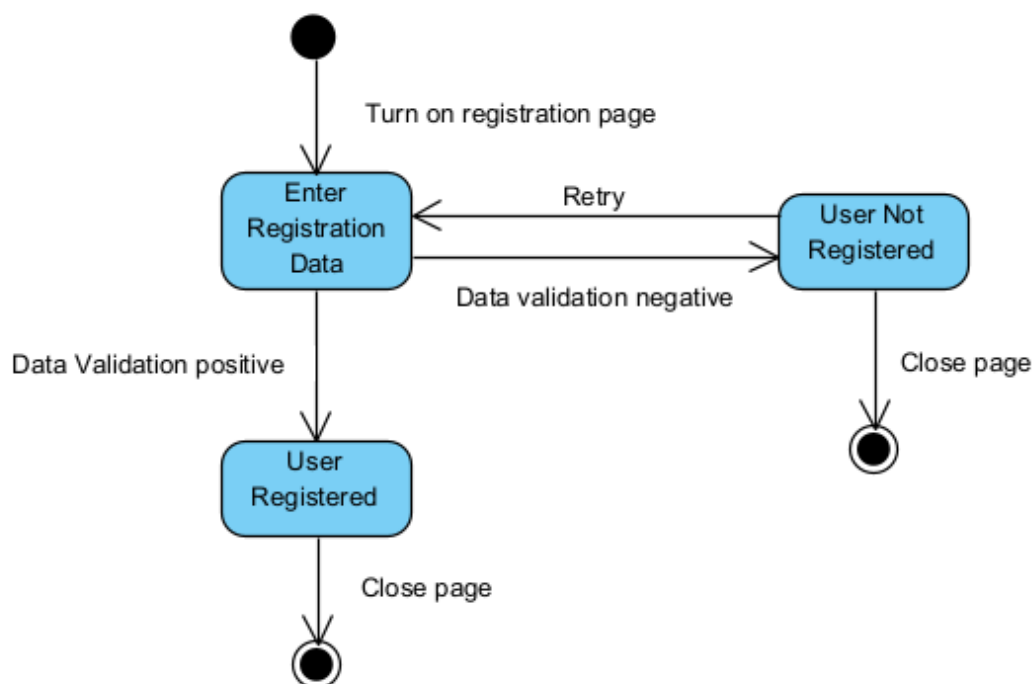 Turn on registration page
Enter
Registration
Data
Retry
User Not
Registered
Data validation negative
Data Validation positive
Close page
User
Registered
Close page